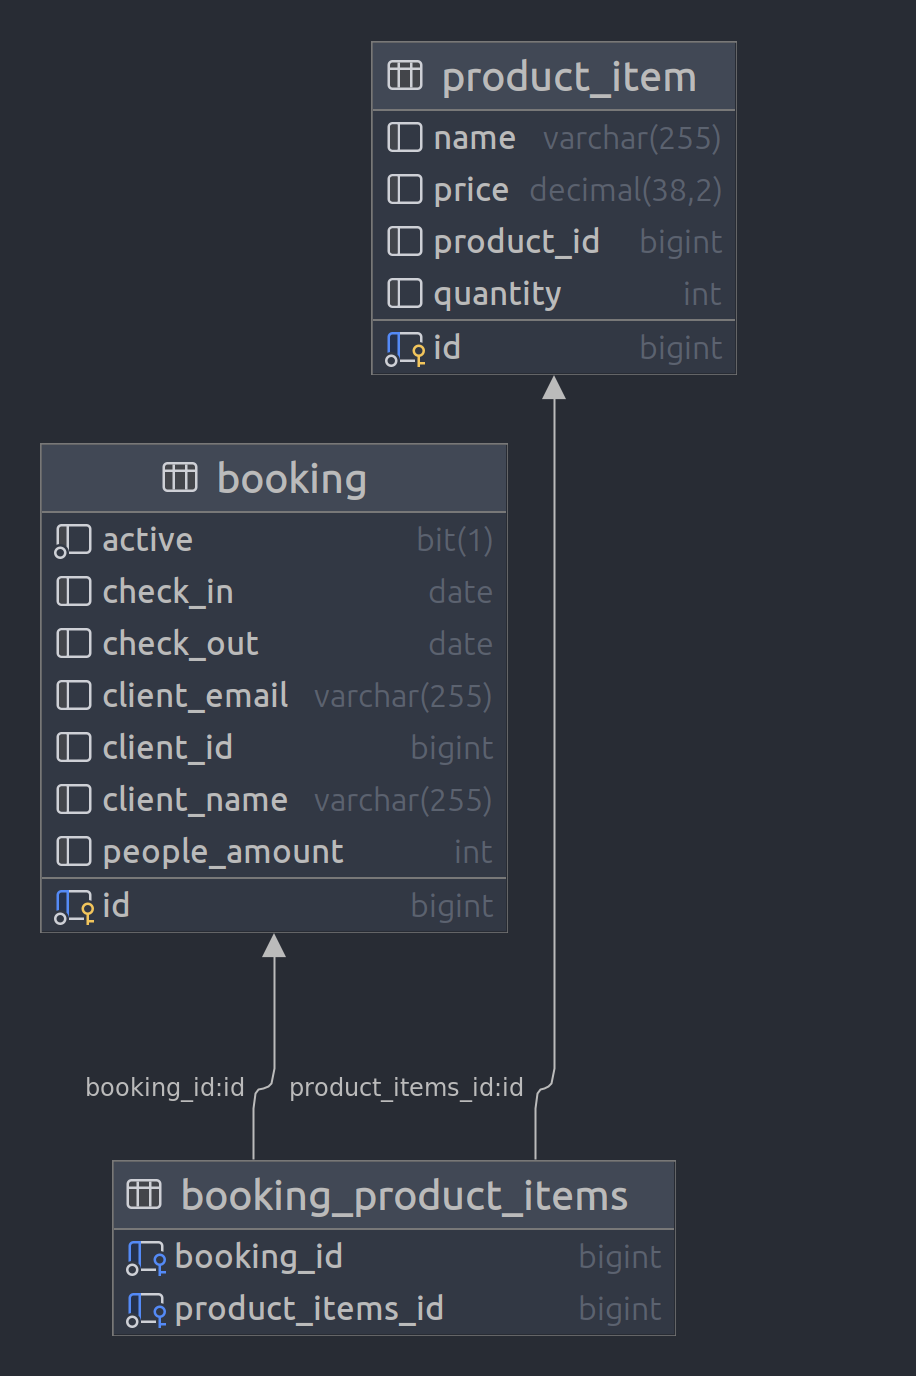 product_item
name varchar(255)
price decimal(38,2)
product_id bigint
quantity int
id bigint
booking
active bit(1)
check_in date
check_out date
client_email varchar(255)
client_id bigint
client_name varchar(255)
people_amount int
id bigint
booking_id:id
product_items_id:id
booking_product_items
booking_id bigint
product_items_id bigint